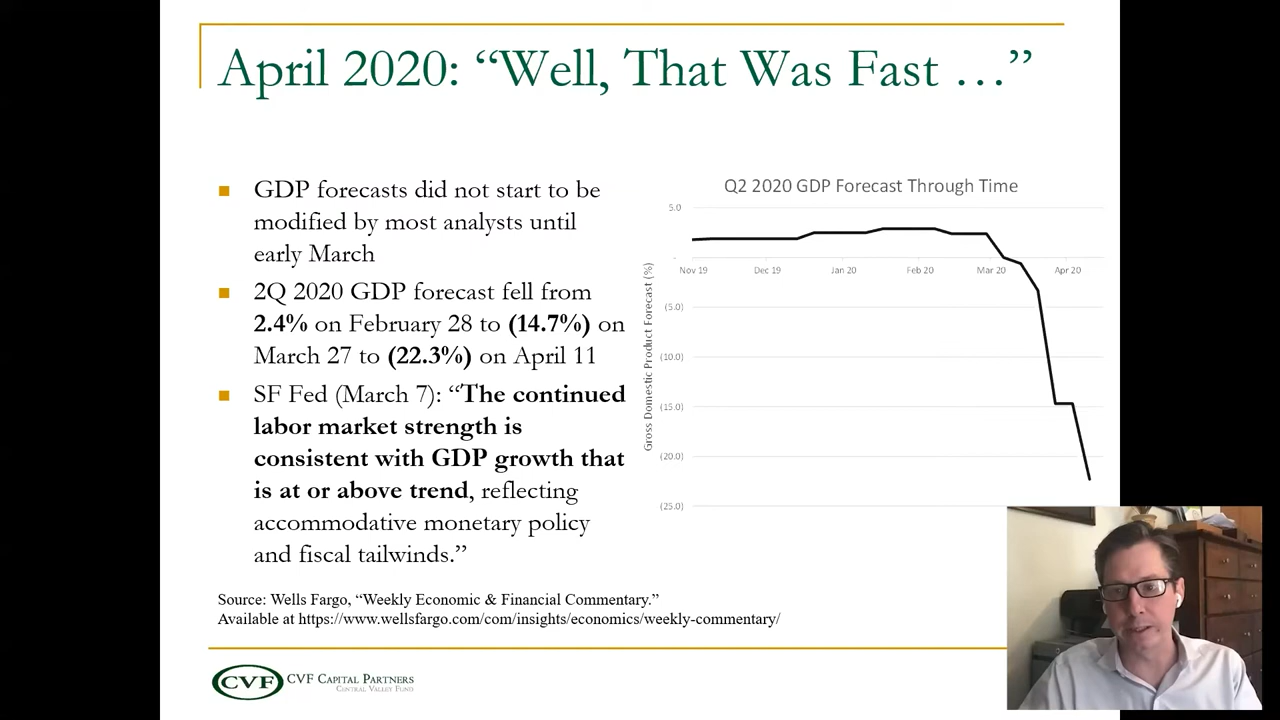 April 2020: “Well, That Was Fast …”
■ GDP forecasts did not start to be
modified by most analysts until
early March
■ 2Q 2020 GDP forecast fell from
2.4% on February 28 to (14.7%) on
March 27 to (22.3%) on April 11
■ SF Fed (March 7): “The continued
labor market strength is
consistent with GDP growth that
is at or above trend, reflecting
accommodative monetary policy
and fiscal tailwinds.”
Q2 2020 GDP Forecast Through Time
Gross Domestic Product Forecast (%)
5.0
-
(5.0)
(10.0)
(15.0)
(20.0)
(25.0)
Nov 19 Dec 19 Jan 20 Feb 20 Mar 20 Apr 20
Source: Wells Fargo, “Weekly Economic & Financial Commentary.”
Available at https://www.wellsfargo.com/com/insights/economics/weekly-commentary/
CVF CVF CAPITAL PARTNERS
CENTRAL VALLEY FUND